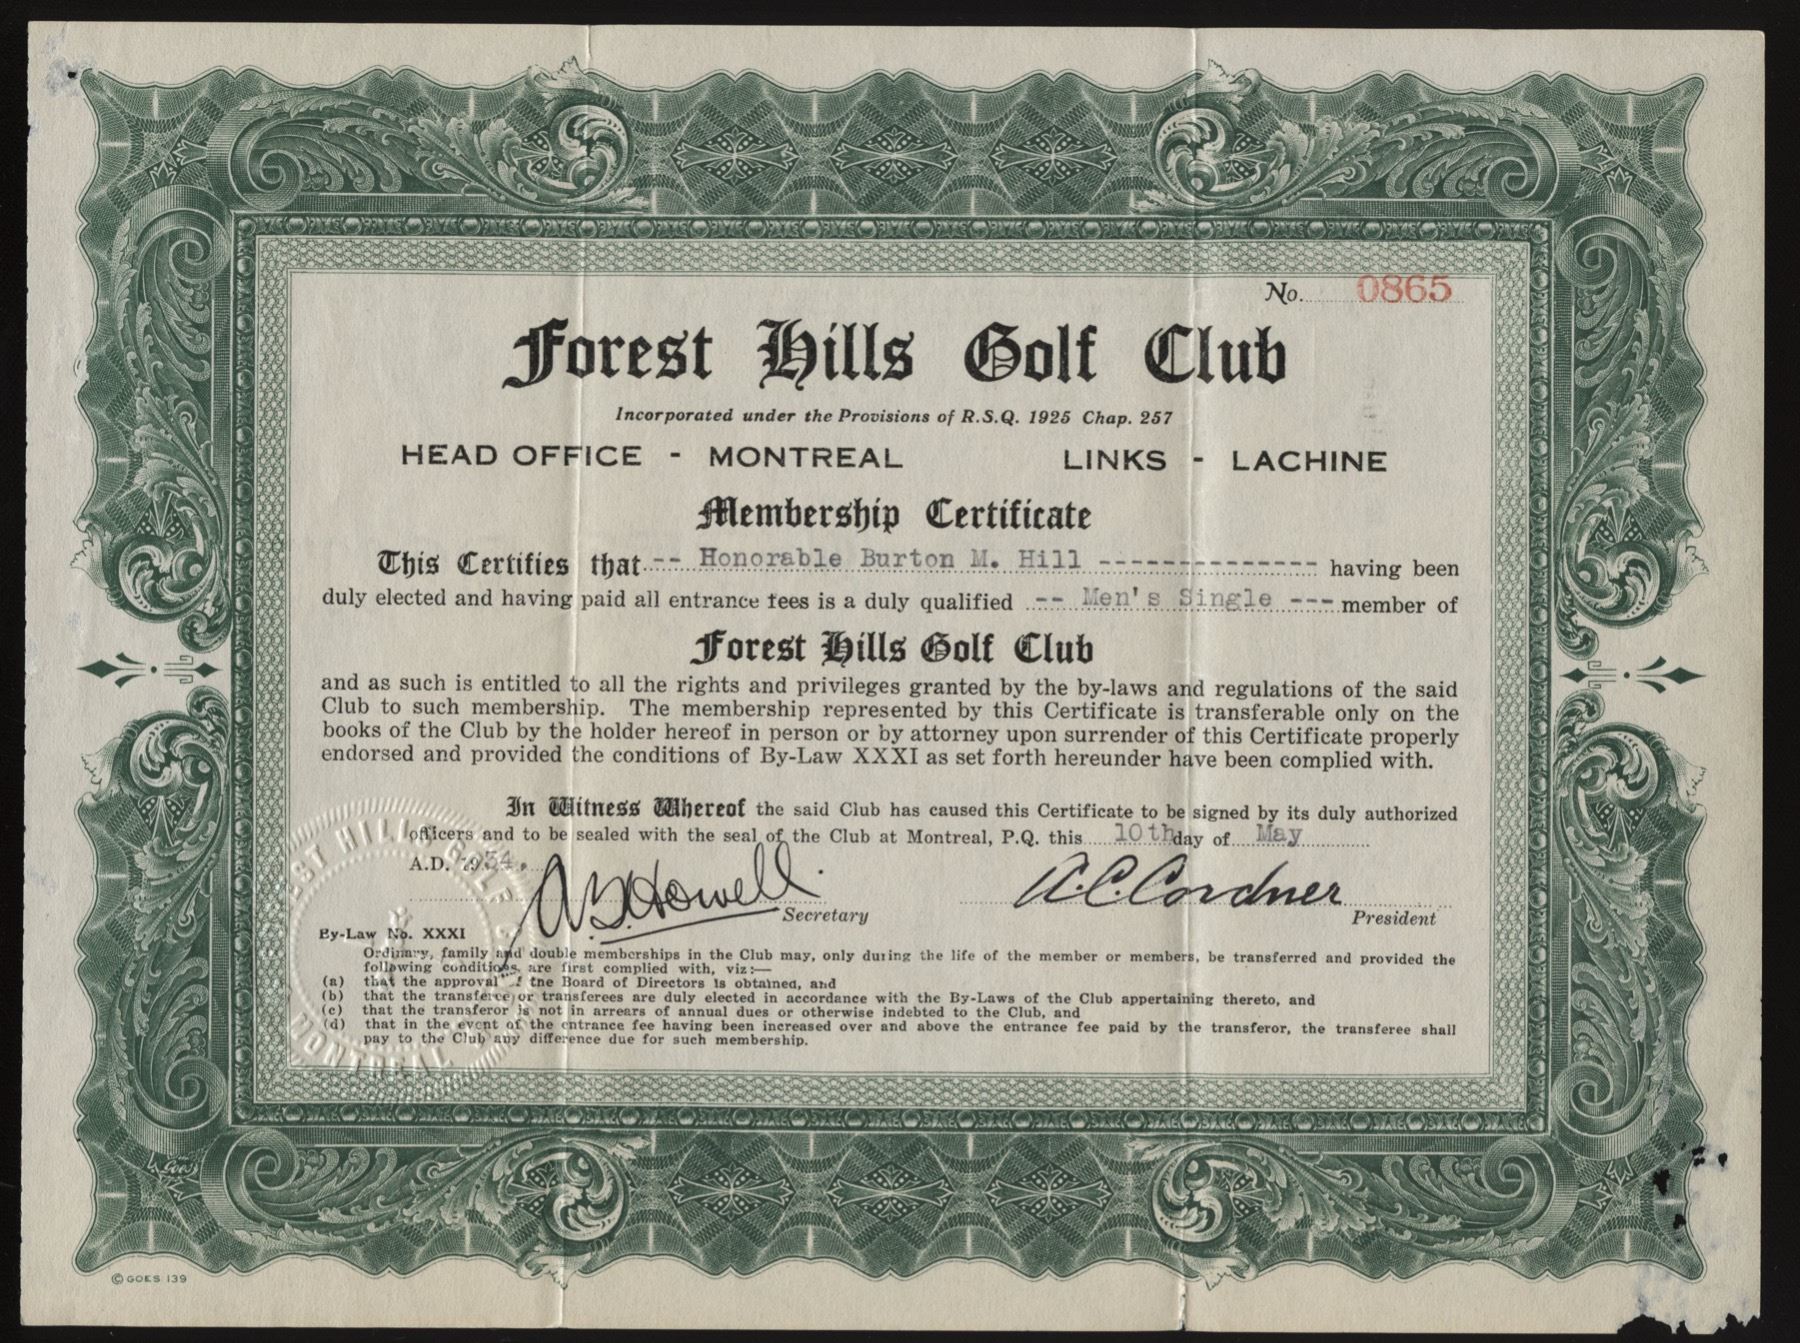 No. 0865
Forest Hills Golf Club
Incorporated under the Provisions of R.S.Q. 1925 Chap. 257
HEAD OFFICE - MONTREAL LINKS - LACHINE
Membership Certificate
This Certifies that -- Honorable Burton M. Hill -------------- having been
duly elected and having paid all entrance fees is a duly qualified -- Men's Single --- member of
Forest Hills Golf Club
and as such is entitled to all the rights and privileges granted by the by-laws and regulations of the said
Club to such membership. The membership represented by this Certificate is transferable only on the
books of the Club by the holder hereof in person or by attorney upon surrender of this Certificate properly
endorsed and provided the conditions of By-Law XXXI as set forth hereunder have been complied with.
In Witness Whereof the said Club has caused this Certificate to be signed by its duly authorized
officers and to be sealed with the seal of the Club at Montreal, P.Q. this 10th day of May
A.D. 1934.
A.C. Cordner
Secretary President
By-Law No. XXXI
Ordinary, family and double memberships in the Club may, only during the life of the member or members, be transferred and provided the
following conditions are first complied with, viz:—
(a) that the approval of the Board of Directors is obtained, and
(b) that the transferee or transferees are duly elected in accordance with the By-Laws of the Club appertaining thereto, and
(c) that the transferor is not in arrears of annual dues or otherwise indebted to the Club, and
(d) that in the event of the entrance fee having been increased over and above the entrance fee paid by the transferor, the transferee shall
pay to the Club any difference due for such membership.
FOREST HILLS GOLF CLUB
MONTREAL
GOES
© GOES 139